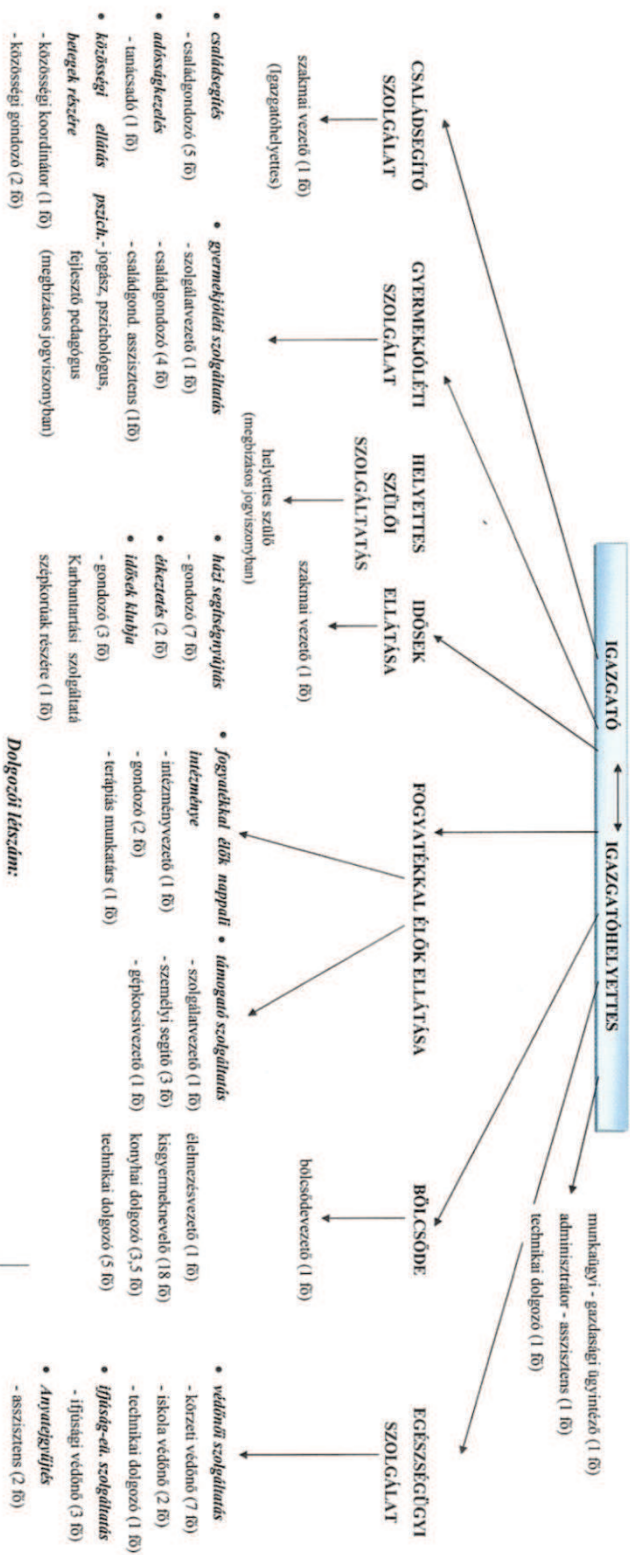 IGAZGATÓ IGAZGATÓHELYETTES
munkaügyi - gazdasági ügyintéző (1 fő)
adminisztrátor - asszisztens (1 fő)
technikai dolgozó (1 fő)
CSALÁDSEGÍTŐ
SZOLGÁLAT
szakmai vezető (1 fő)
(Igazgatóhelyettes)
• családsegítés
- családgondozó (5 fő)
• adósságkezelés
- tanácsadó (1 fő)
• közösségi ellátás pszich.
betegek részére
- közösségi koordinátor (1 fő)
- közösségi gondozó (2 fő)
GYERMEKJÓLÉTI
SZOLGÁLAT
• gyermekjóléti szolgáltatás
- szolgálatvezető (1 fő)
- családgondozó (4 fő)
- családgond. asszisztens (1fő)
- jogász, pszichológus,
fejlesztő pedagógus
(megbízásos jogviszonyban)
HELYETTES
SZÜLŐI
SZOLGÁLTATÁS
helyettes szülő
(megbízásos jogviszonyban)
IDŐSEK
ELLÁTÁSA
szakmai vezető (1 fő)
• házi segítségnyújtás
- gondozó (7 fő)
• étkeztetés (2 fő)
• idősek klubja
- gondozó (3 fő)
Karbantartási szolgáltatá
szépkorúak részére (1 fő)
FOGYATÉKKAL ÉLŐK ELLÁTÁSA
• fogyatékkal élők nappali
intézménye
- intézményvezető (1 fő)
- gondozó (2 fő)
- terápiás munkatárs (1 fő)
• támogató szolgáltatás
- szolgálatvezető (1 fő)
- személyi segítő (3 fő)
- gépkocsivezető (1 fő)
BÖLCSŐDE
bölcsődevezető (1 fő)
élelmezésvezető (1 fő)
kisgyermeknevelő (18 fő)
konyhai dolgozó (3,5 fő)
technikai dolgozó (5 fő)
EGÉSZSÉGÜGYI
SZOLGÁLAT
• védőnői szolgáltatás
- körzeti védőnő (7 fő)
- iskola védőnő (2 fő)
- technikai dolgozó (1 fő)
• ifjúság-eü. szolgáltatás
- ifjúsági védőnő (3 fő)
• Anyatejgyűjtés
- asszisztens (2 fő)
Dolgozói létszám: